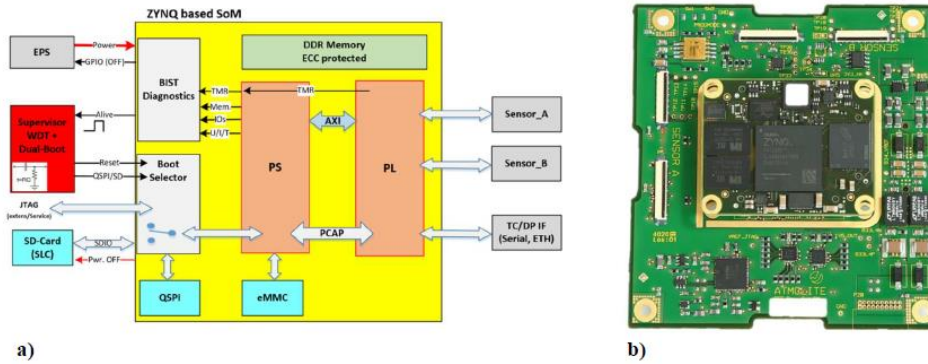 ZYNQ based SoM
EPS
Power
GPIO (OFF)
BIST
Diagnostics
DDR Memory
ECC protected
TMR
TMR
Mem.
IOs
U/I/T
Supervisor
WDT +
Dual-Boot
Alive
Reset
QSPI/SD
Boot
Selector
PS
AXI
PL
PCAP
Sensor_A
Sensor_B
TC/DP IF
(Serial, ETH)
JTAG
(extern/Service)
SD-Card
(SLC)
SDIO
Pwr. OFF
QSPI
eMMC
a)
SENSOR B
SENSOR A
ZYNQ
ATMOLITE
b)